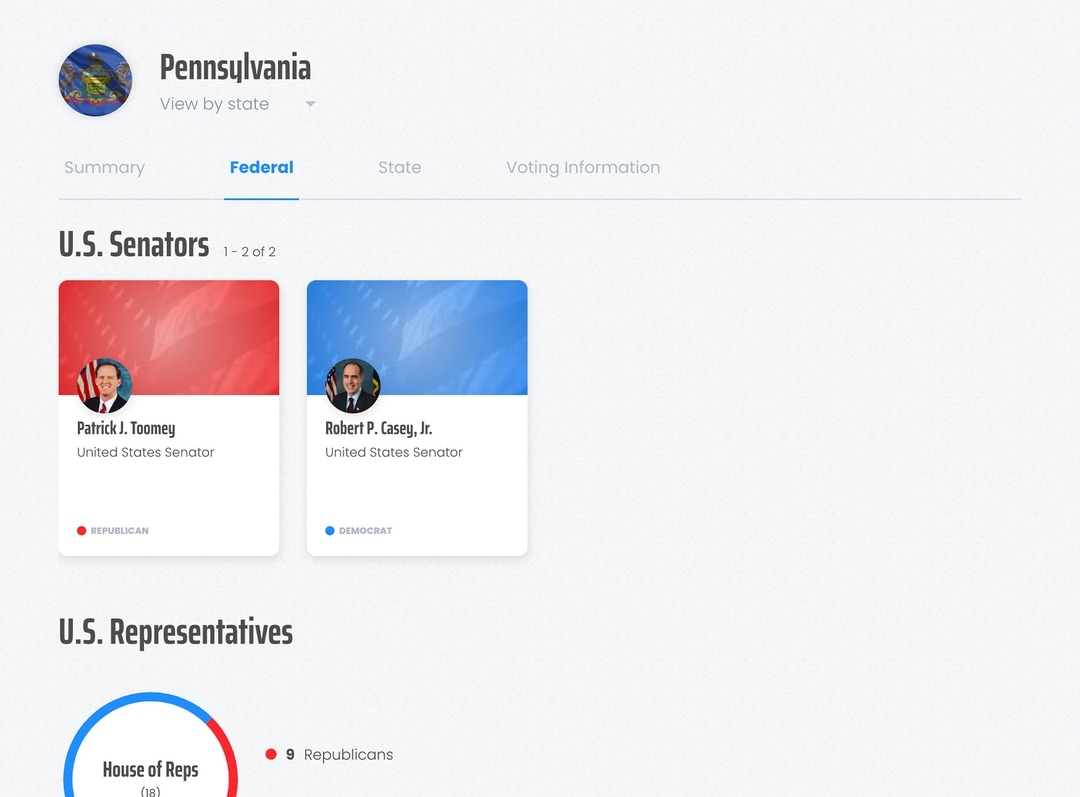 Pennsylvania
View by state
Summary Federal State Voting Information
U.S. Senators 1 - 2 of 2
Patrick J. Toomey
United States Senator
REPUBLICAN
Robert P. Casey, Jr.
United States Senator
DEMOCRAT
U.S. Representatives
House of Reps
(18)
9 Republicans